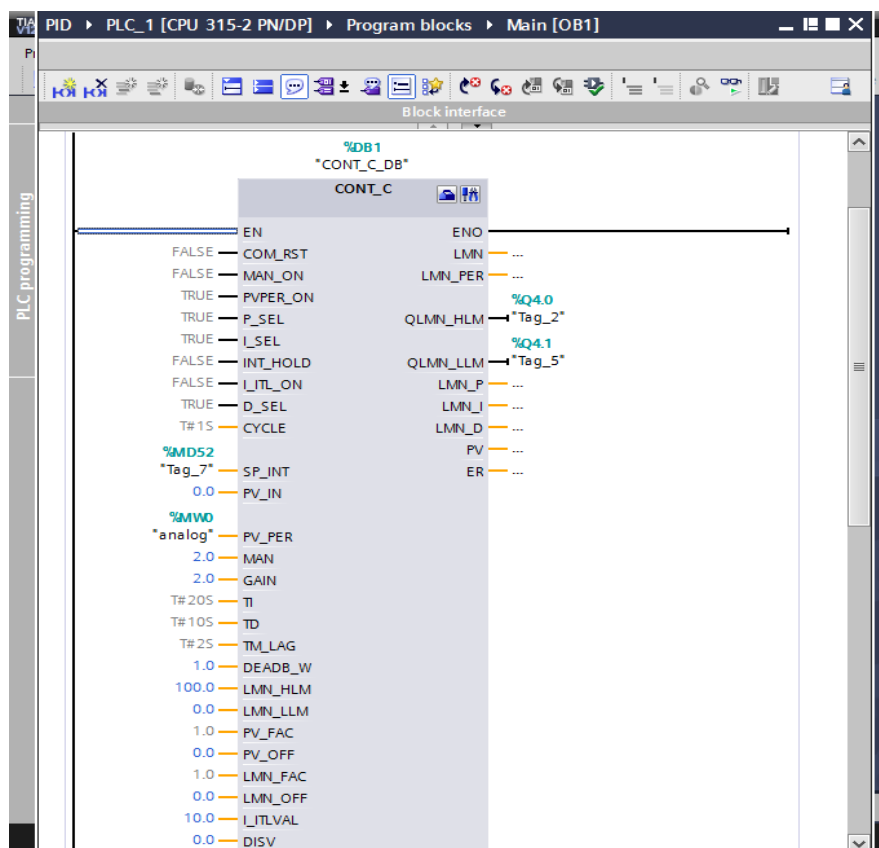 TIA
V12
PID ▸ PLC_1 [CPU 315-2 PN/DP] ▸ Program blocks ▸ Main [OB1]
Block interface
PLC programming
%DB1
"CONT_C_DB"
CONT_C
EN ENO
FALSE COM_RST LMN ...
FALSE MAN_ON LMN_PER ...
TRUE PVPER_ON %Q4.0
TRUE P_SEL QLMN_HLM "Tag_2"
TRUE I_SEL %Q4.1
FALSE INT_HOLD QLMN_LLM "Tag_5"
FALSE I_ITL_ON LMN_P ...
TRUE D_SEL LMN_I ...
T#1S CYCLE LMN_D ...
%MD52 PV ...
"Tag_7" SP_INT ER ...
0.0 PV_IN
%MW0
"analog" PV_PER
2.0 MAN
2.0 GAIN
T#20S TI
T#10S TD
T#2S TM_LAG
1.0 DEADB_W
100.0 LMN_HLM
0.0 LMN_LLM
1.0 PV_FAC
0.0 PV_OFF
1.0 LMN_FAC
0.0 LMN_OFF
10.0 I_ITLVAL
0.0 DISV